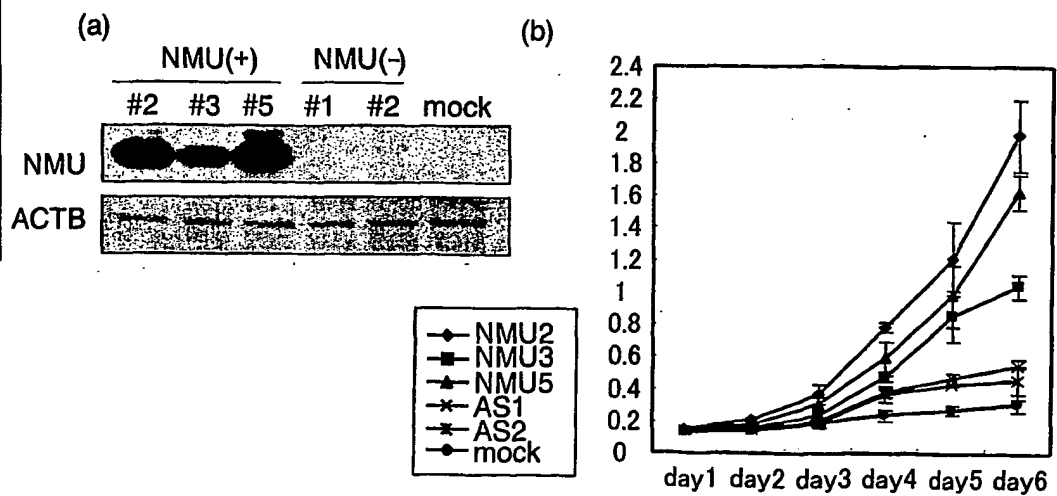 (a)
NMU(+) NMU(-)
#2 #3 #5 #1 #2 mock
NMU
ACTB
(b)
2.4
2.2
2
1.8
1.6
1.4
1.2
1
0.8
0.6
0.4
0.2
0
day1 day2 day3 day4 day5 day6
NMU2
NMU3
NMU5
AS1
AS2
mock